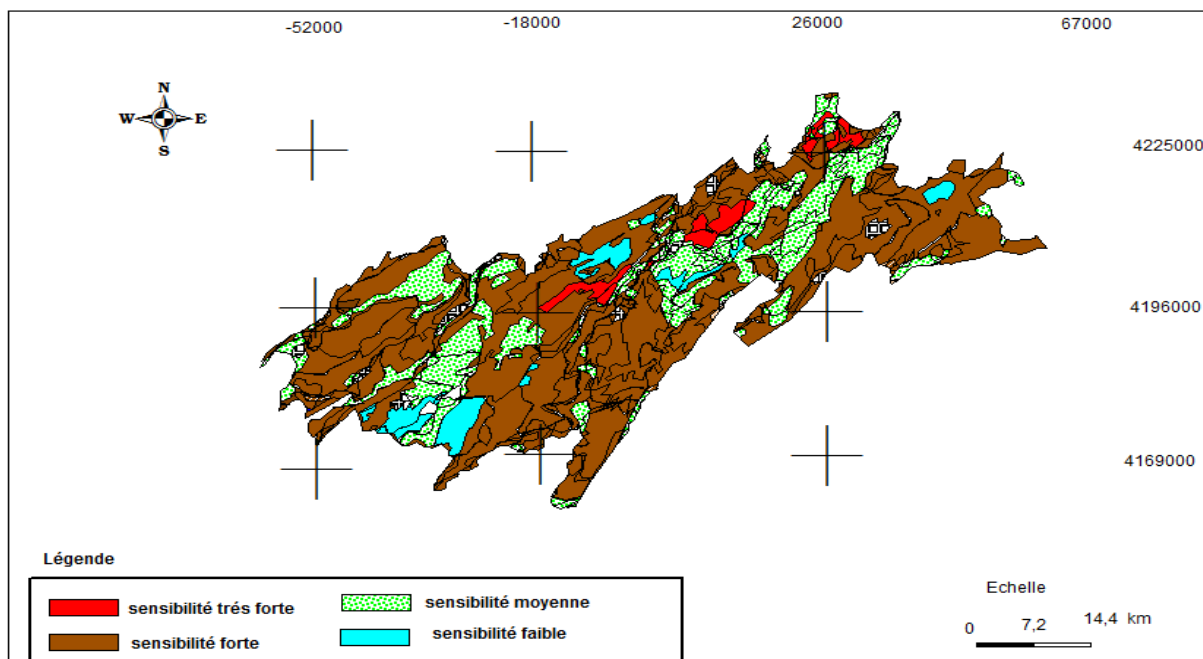 -52000 -18000 26000 67000
N
W E
S
4225000
4196000
4169000
Légende
sensibilité trés forte sensibilité moyenne
sensibilité forte sensibilité faible
Echelle
0 7,2 14,4 km